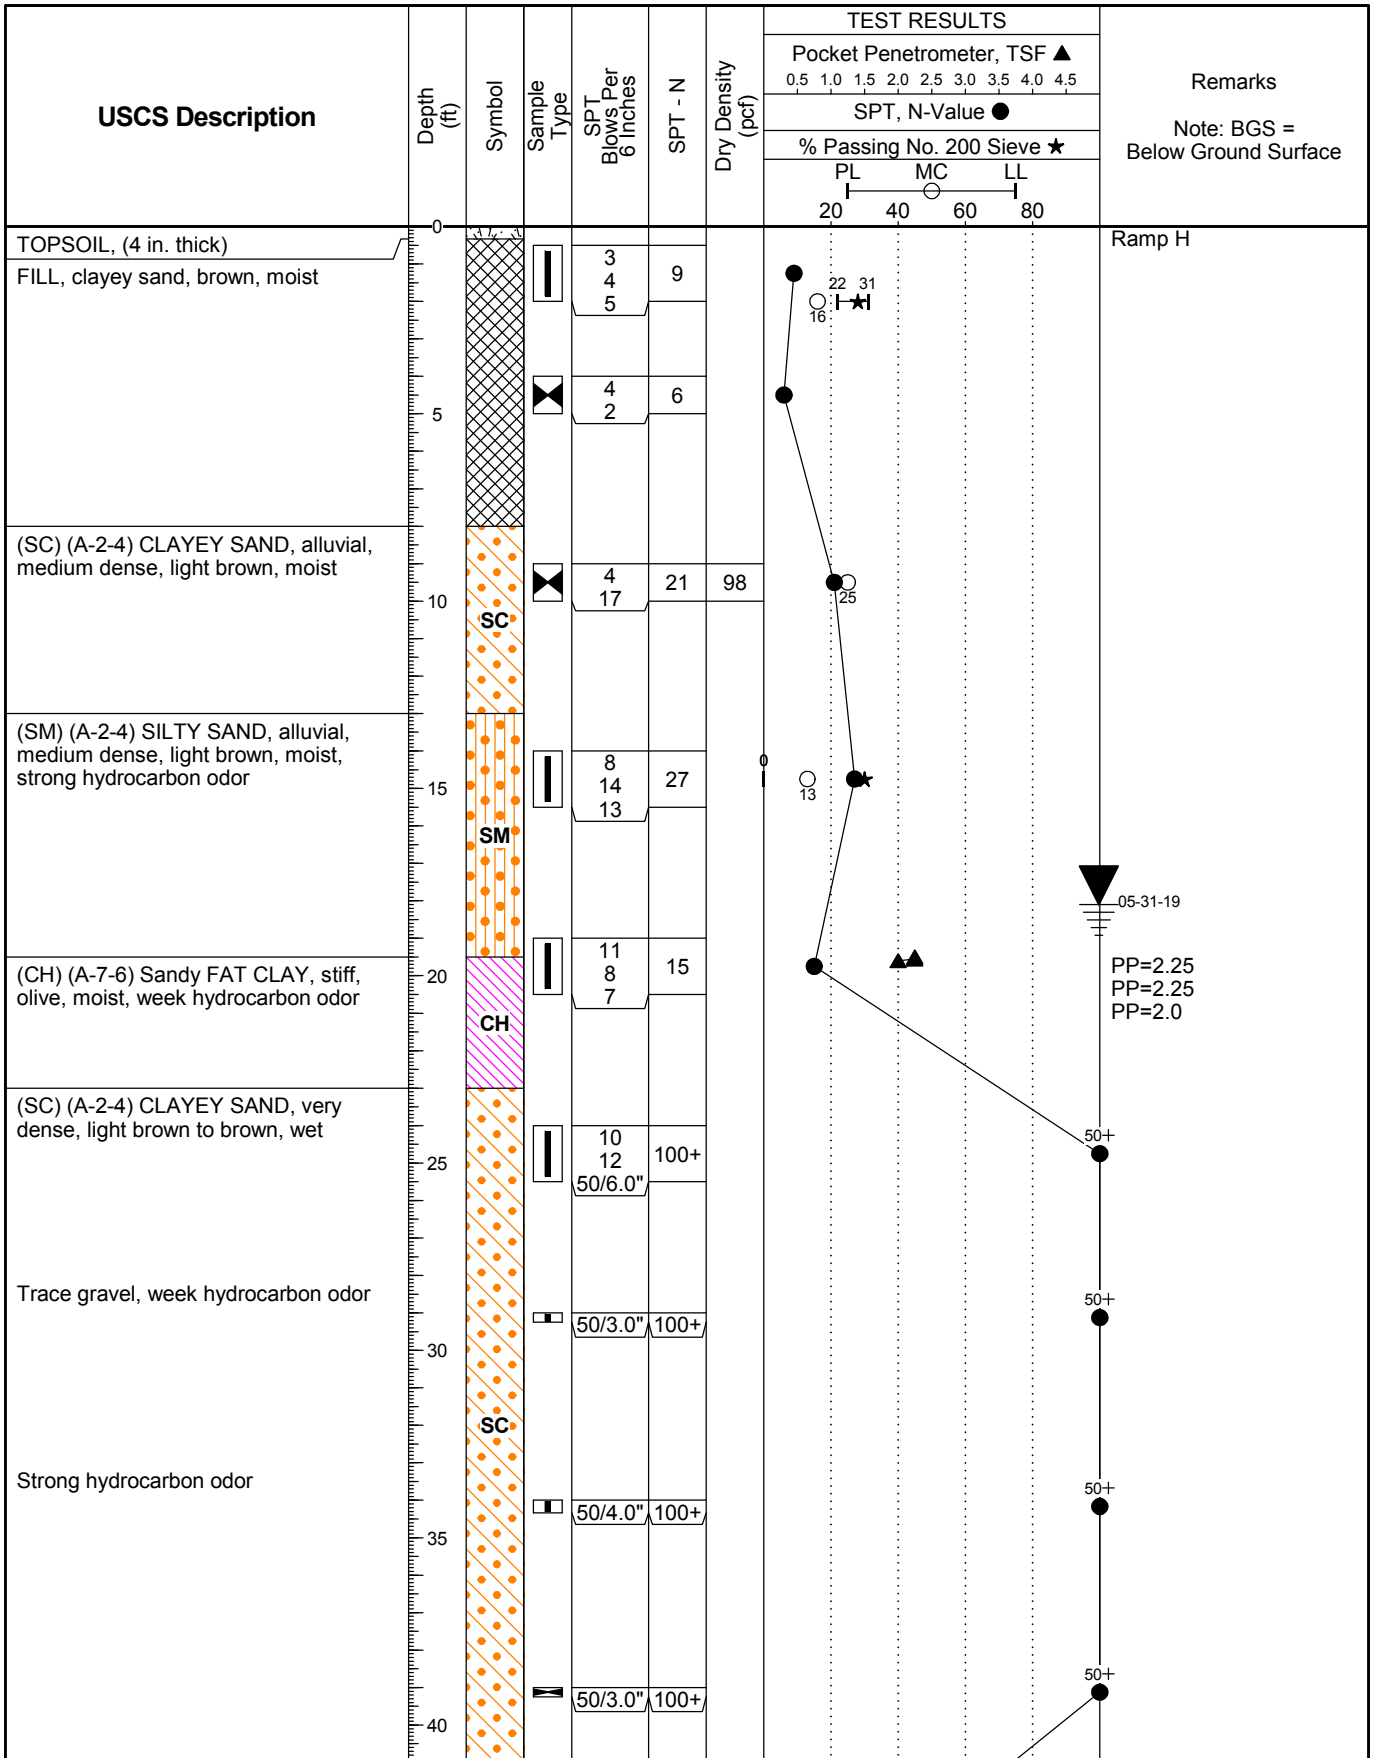 USCS Description
Depth
(ft)
Symbol
Sample
Type
SPT
Blows Per
6 Inches
SPT - N
Dry Density
(pcf)
TEST RESULTS
Pocket Penetrometer, TSF ▲
0.5 1.0 1.5 2.0 2.5 3.0 3.5 4.0 4.5
SPT, N-Value ●
% Passing No. 200 Sieve ★
PL MC LL
20 40 60 80
Remarks
Note: BGS =
Below Ground Surface
0
TOPSOIL, (4 in. thick)
Ramp H
FILL, clayey sand, brown, moist
3
4
5
9
22 31
16
4
2
6
5
(SC) (A-2-4) CLAYEY SAND, alluvial,
medium dense, light brown, moist
4
17
21
98
25
10
SC
(SM) (A-2-4) SILTY SAND, alluvial,
medium dense, light brown, moist,
strong hydrocarbon odor
8
14
13
27
0
13
15
SM
05-31-19
(CH) (A-7-6) Sandy FAT CLAY, stiff,
olive, moist, week hydrocarbon odor
11
8
7
15
20
PP=2.25
PP=2.25
PP=2.0
CH
(SC) (A-2-4) CLAYEY SAND, very
dense, light brown to brown, wet
10
12
50/6.0"
100+
50+
25
Trace gravel, week hydrocarbon odor
50/3.0"
100+
50+
30
SC
Strong hydrocarbon odor
50/4.0"
100+
50+
35
50/3.0"
100+
50+
40